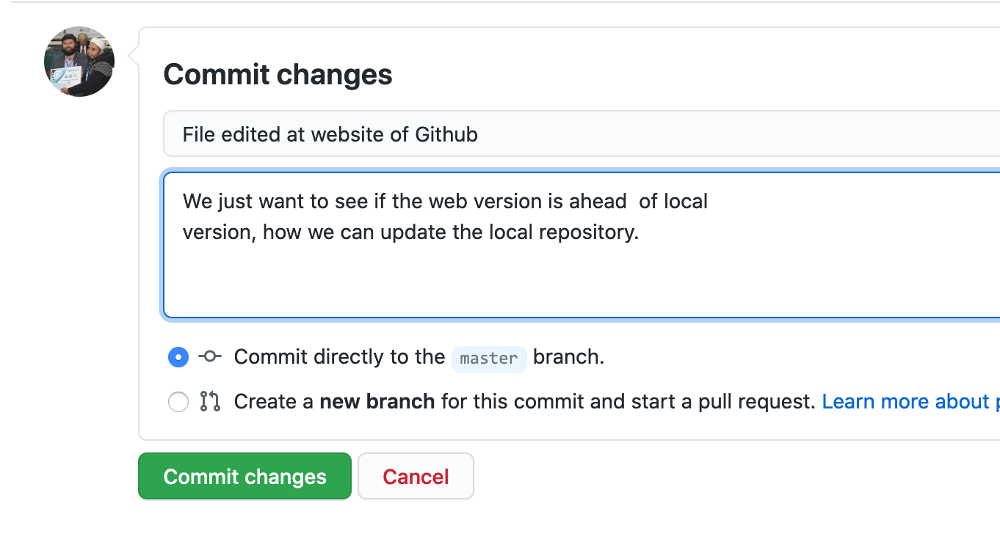 Commit changes
File edited at website of Github
We just want to see if the web version is ahead  of local
version, how we can update the local repository.
Commit directly to the master branch.
Create a new branch for this commit and start a pull request. Learn more about
Commit changes Cancel